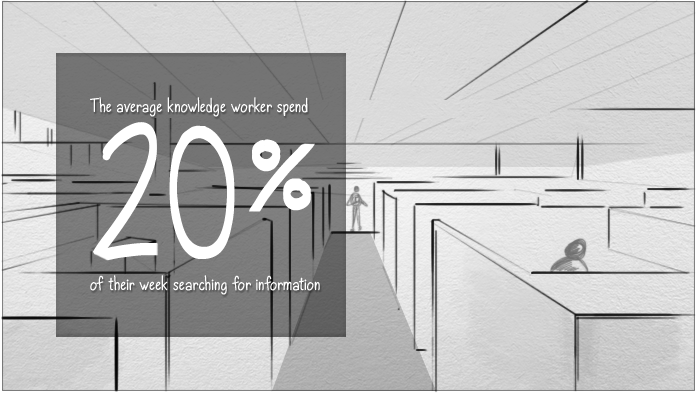 The average knowledge worker spend
20%
of their week searching for information